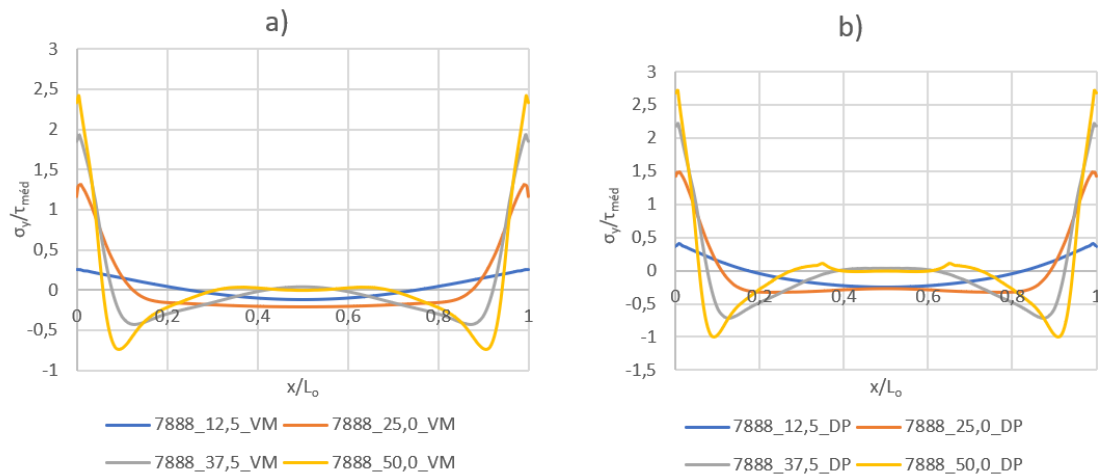 a)
3
2,5
2
1,5
1
0,5
0
-0,5
-1
σy/τméd
0 0,2 0,4 0,6 0,8 1
x/Lo
7888_12,5_VM 7888_25,0_VM
7888_37,5_VM 7888_50,0_VM
b)
3
2,5
2
1,5
1
0,5
0
-0,5
-1
-1,5
σy/τméd
0 0,2 0,4 0,6 0,8 1
x/Lo
7888_12,5_DP 7888_25,0_DP
7888_37,5_DP 7888_50,0_DP